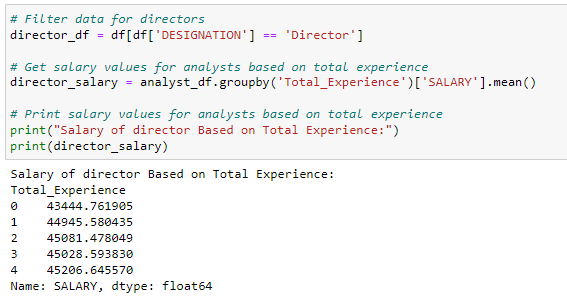 # Filter data for directors
director_df = df[df['DESIGNATION'] == 'Director']
# Get salary values for analysts based on total experience
director_salary = analyst_df.groupby('Total_Experience')['SALARY'].mean()
# Print salary values for analysts based on total experience
print("Salary of director Based on Total Experience:")
print(director_salary)
Salary of director Based on Total Experience:
Total_Experience
0    43444.761905
1    44945.580435
2    45081.478049
3    45028.593830
4    45206.645570
Name: SALARY, dtype: float64